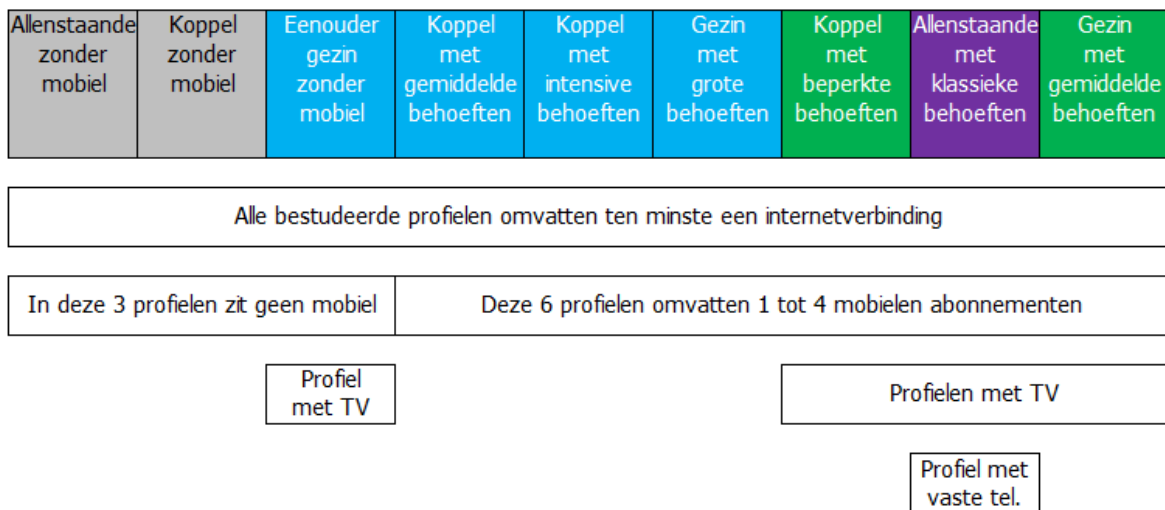 Allenstaande
zonder
mobiel
Koppel
zonder
mobiel
Eenouder
gezin
zonder
mobiel
Koppel
met
gemiddelde
behoeften
Koppel
met
intensive
behoeften
Gezin
met
grote
behoeften
Koppel
met
beperkte
behoeften
Allenstaande
met
klassieke
behoeften
Gezin
met
gemiddelde
behoeften
Alle bestudeerde profielen omvatten ten minste een internetverbinding
In deze 3 profielen zit geen mobiel
Deze 6 profielen omvatten 1 tot 4 mobielen abonnementen
Profiel
met TV
Profielen met TV
Profiel met
vaste tel.